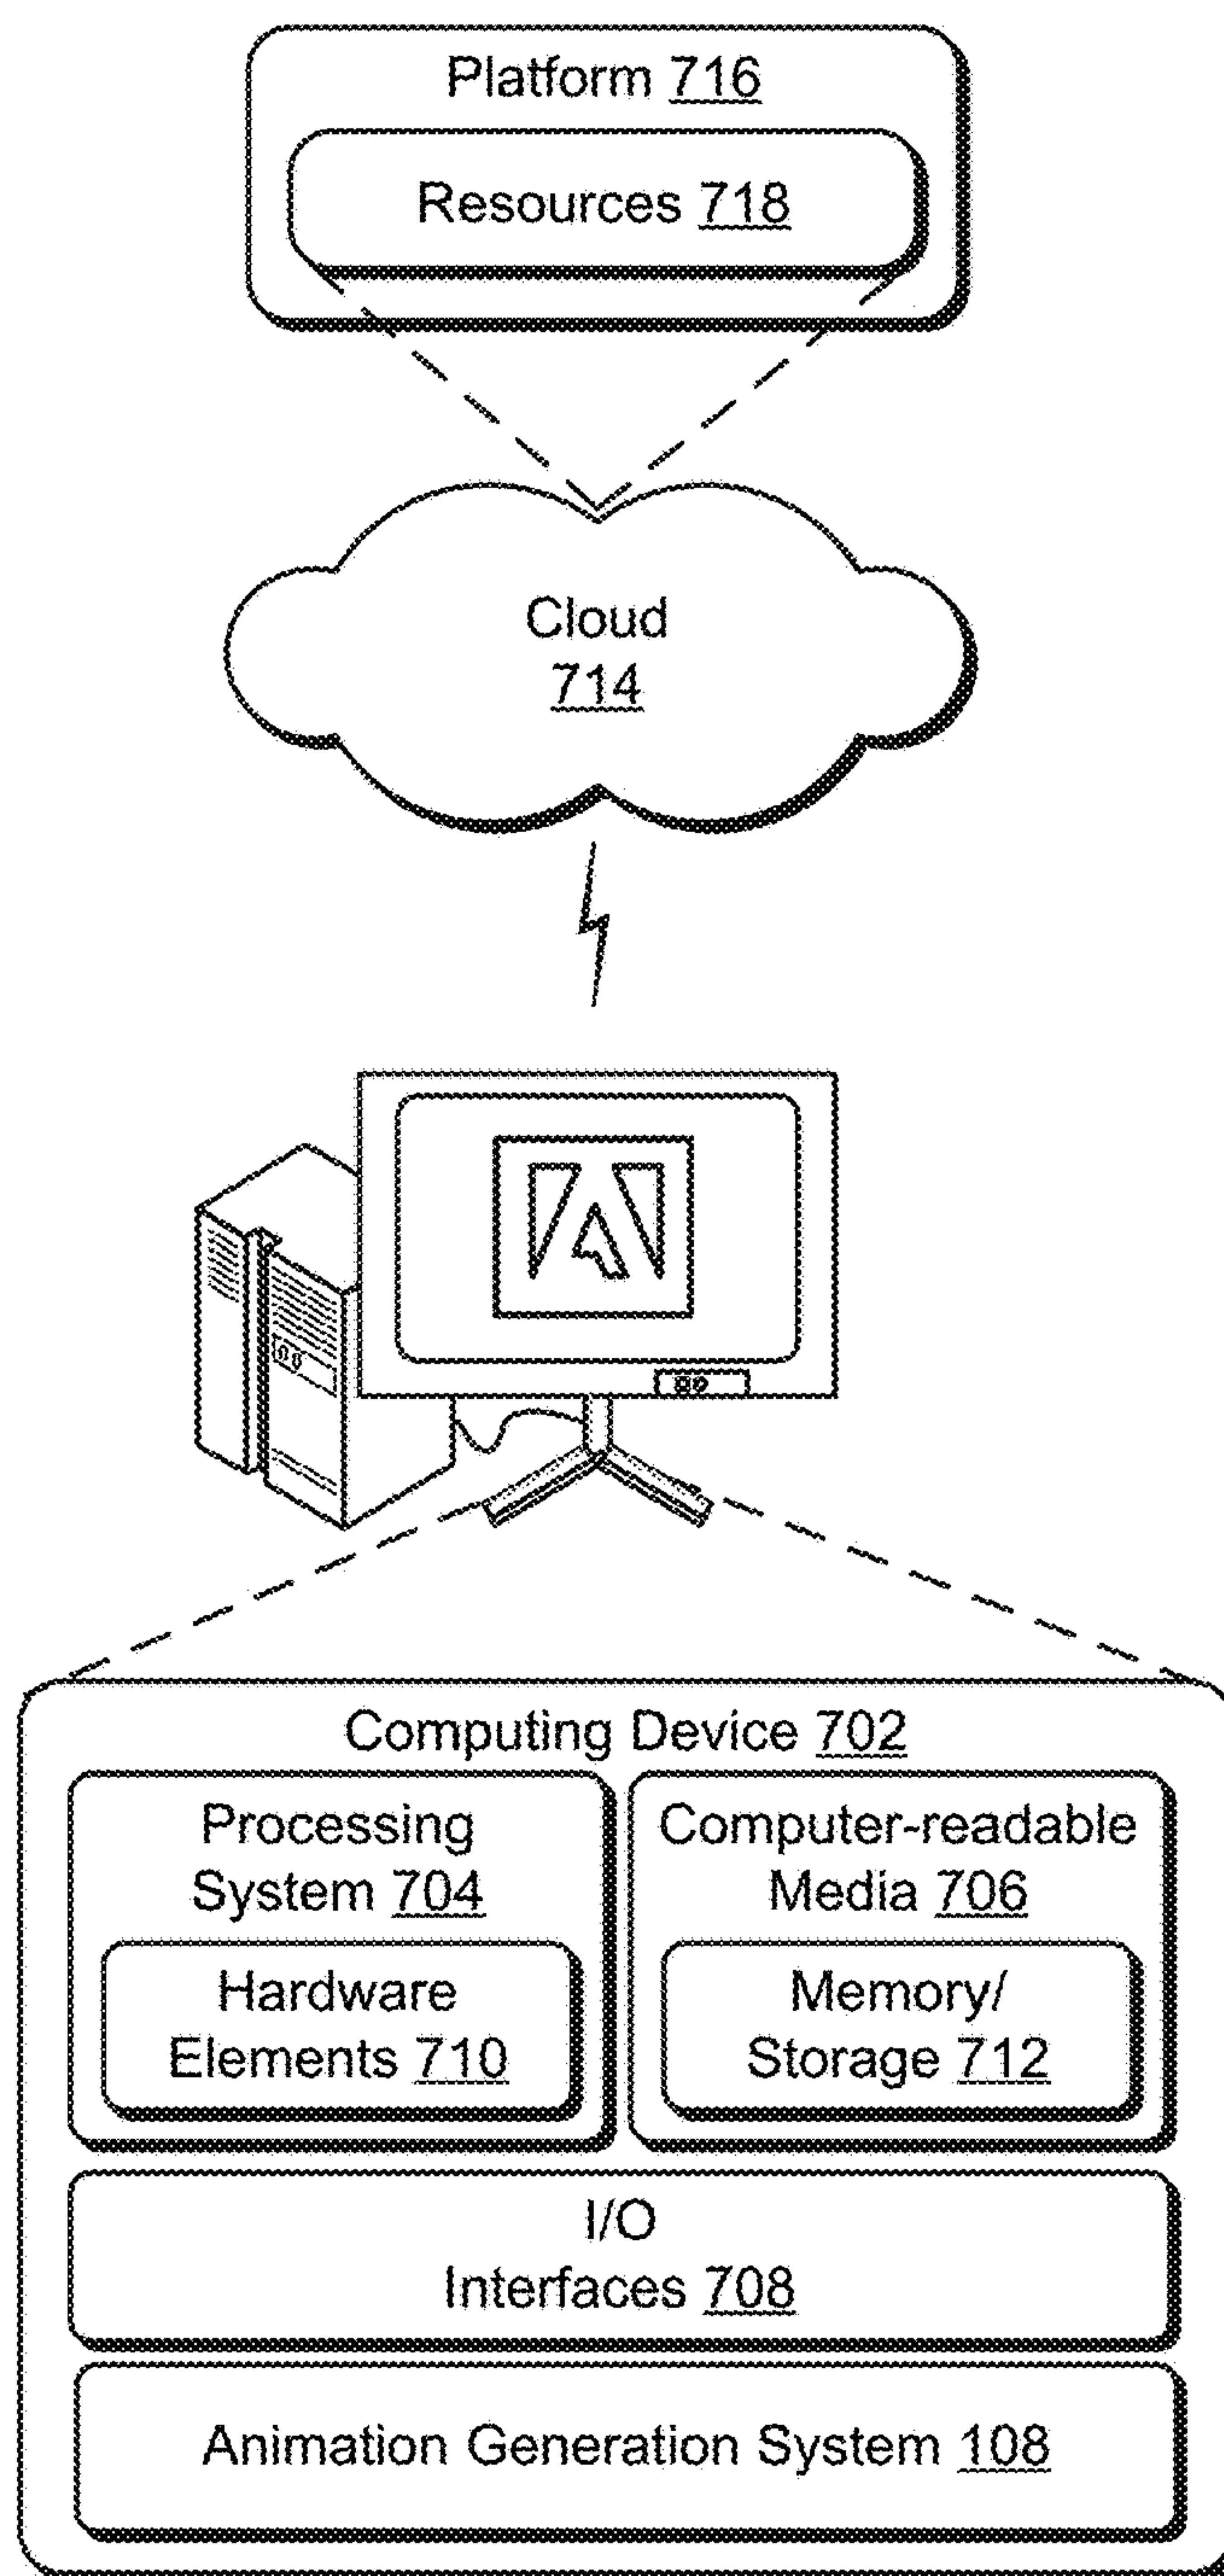 Platform 716
Resources 718
Cloud
714
Computing Device 702
Processing
System 704
Hardware
Elements 710
Computer-readable
Media 706
Memory/
Storage 712
I/O
Interfaces 708
Animation Generation System 108